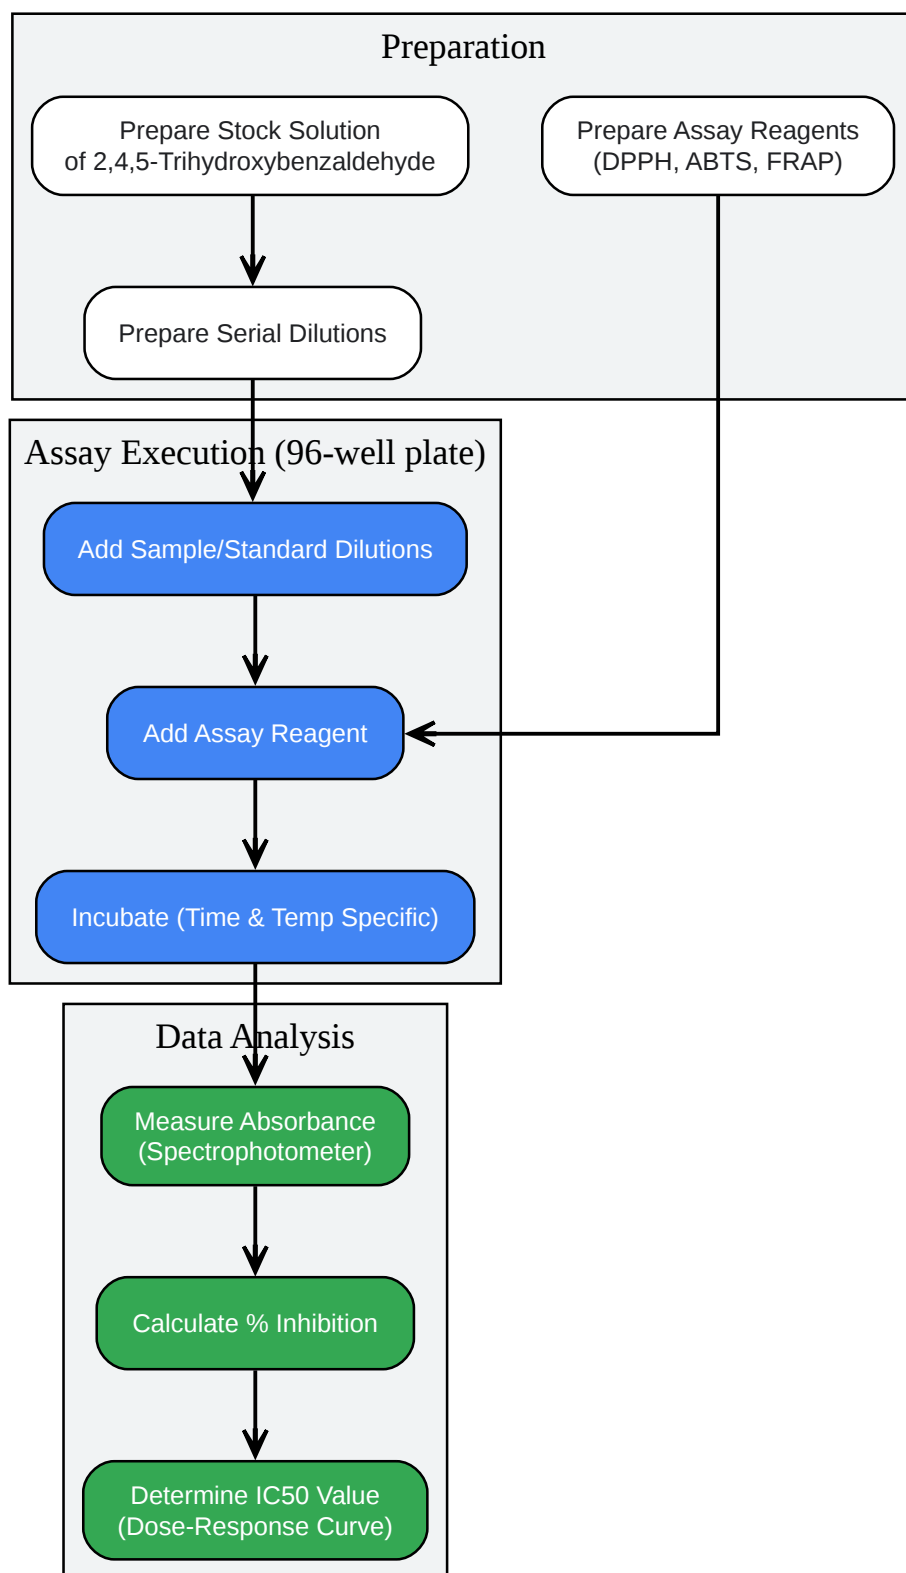 Preparation
Prepare Stock Solution
of 2,4,5-Trihydroxybenzaldehyde
Prepare Assay Reagents
(DPPH, ABTS, FRAP)
Prepare Serial Dilutions
Assay Execution (96-well plate)
Add Sample/Standard Dilutions
Add Assay Reagent
Incubate (Time & Temp Specific)
Data Analysis
Measure Absorbance
(Spectrophotometer)
Calculate % Inhibition
Determine IC50 Value
(Dose-Response Curve)